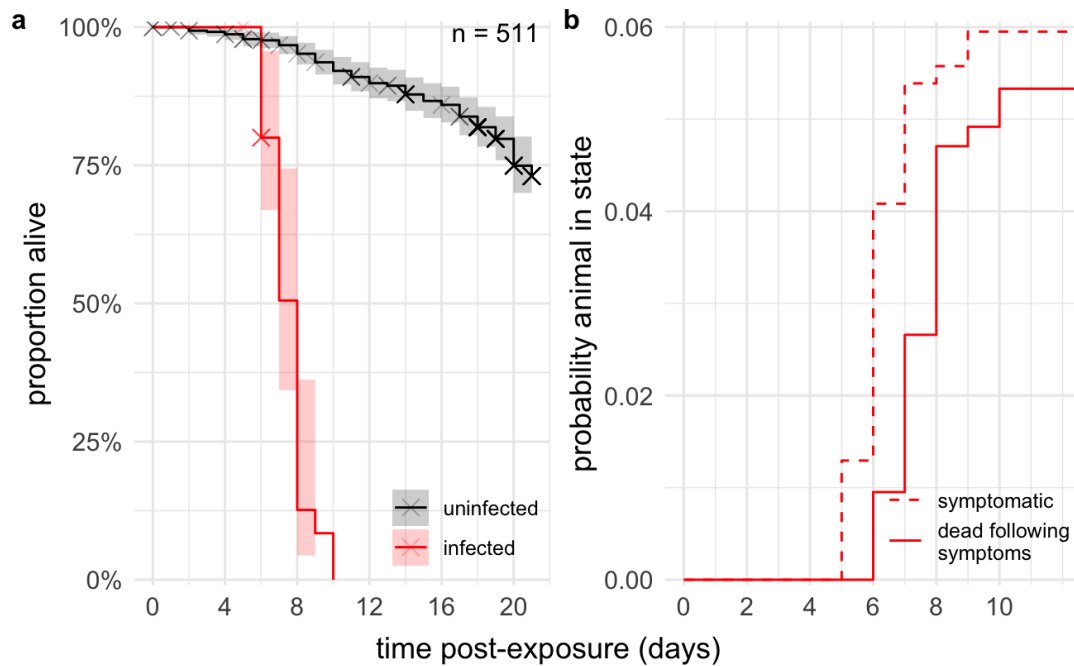 a
n = 511
100%
75%
50%
25%
0%
proportion alive
uninfected
infected
0
4
8
12
16
20
b
0.06
0.04
0.02
0.00
probability animal in state
symptomatic
dead following
symptoms
0
2
4
6
8
10
time post-exposure (days)